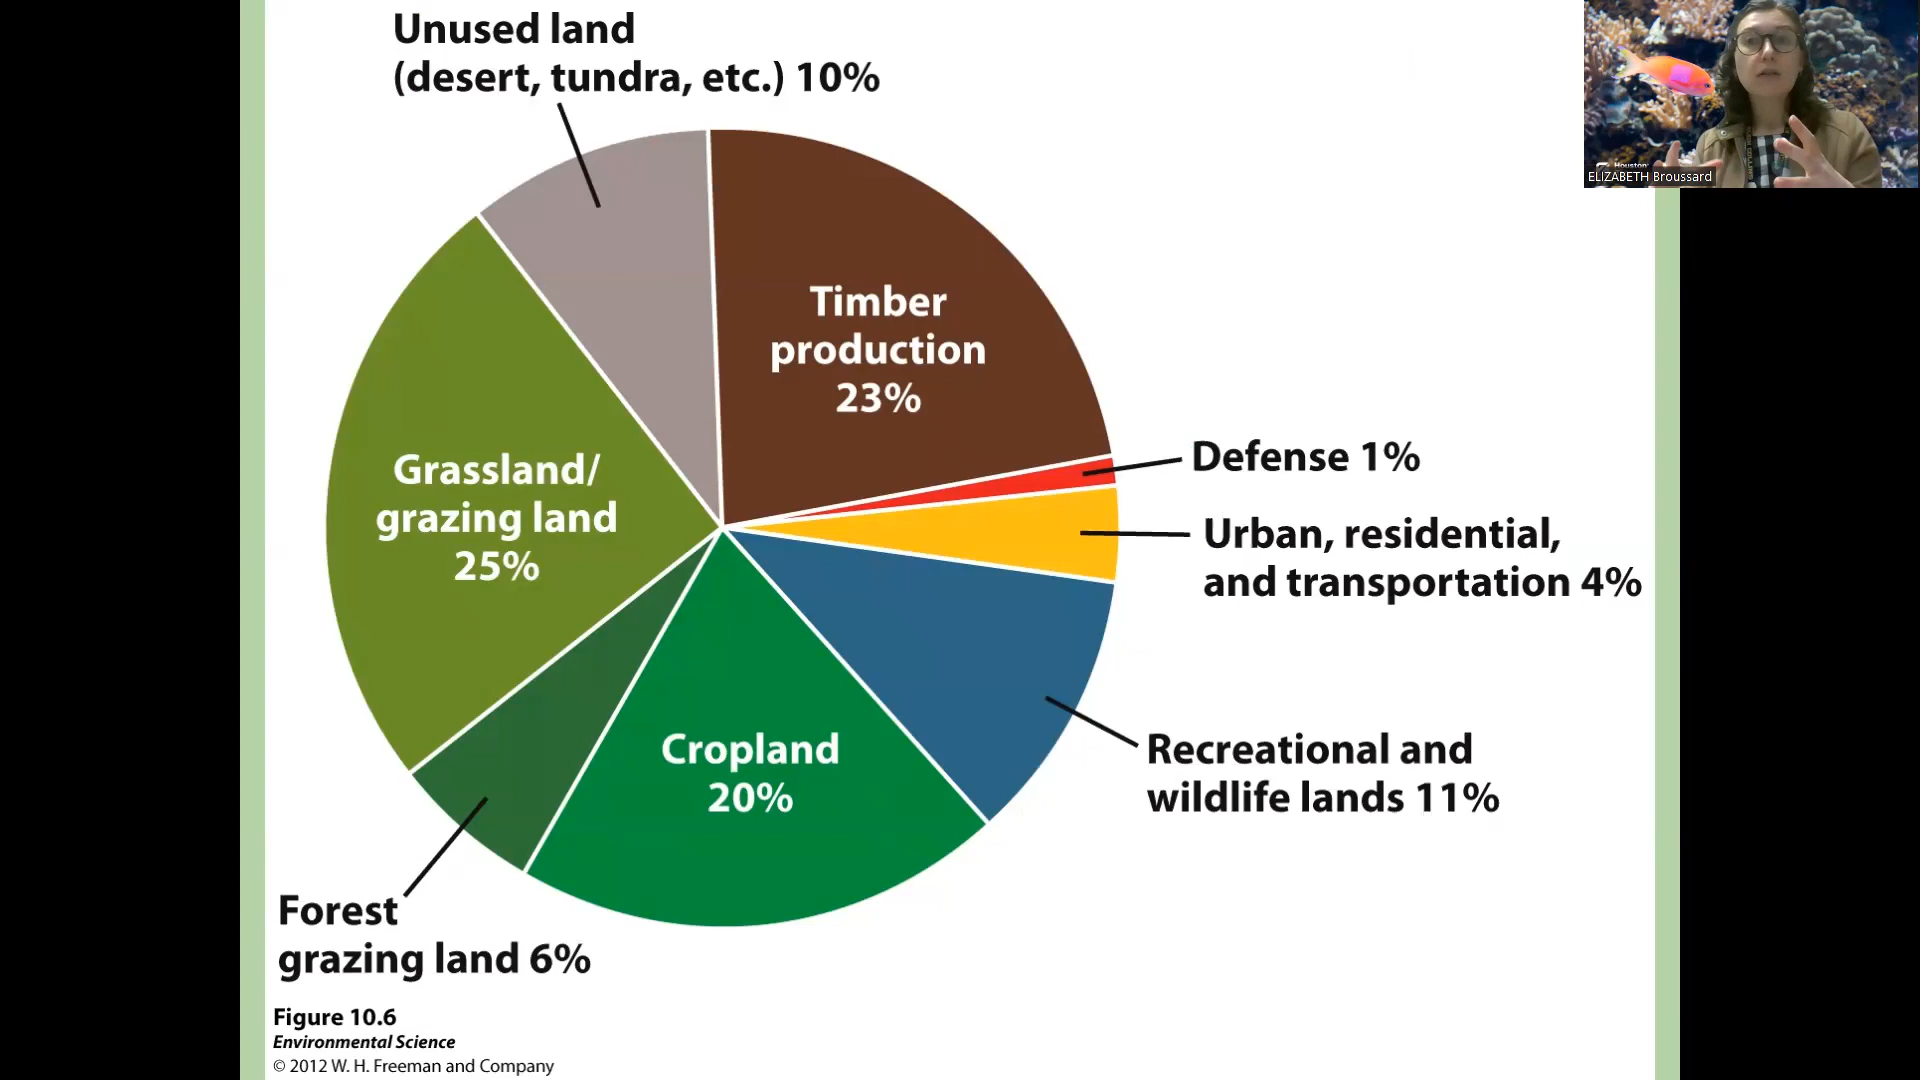 Unused land
(desert, tundra, etc.) 10%
Timber
production
23%
Defense 1%
Urban, residential,
and transportation 4%
Grassland/
grazing land
25%
Recreational and
wildlife lands 11%
Cropland
20%
Forest
grazing land 6%
Figure 10.6
Environmental Science
© 2012 W. H. Freeman and Company
Houston
ELIZABETH Broussard